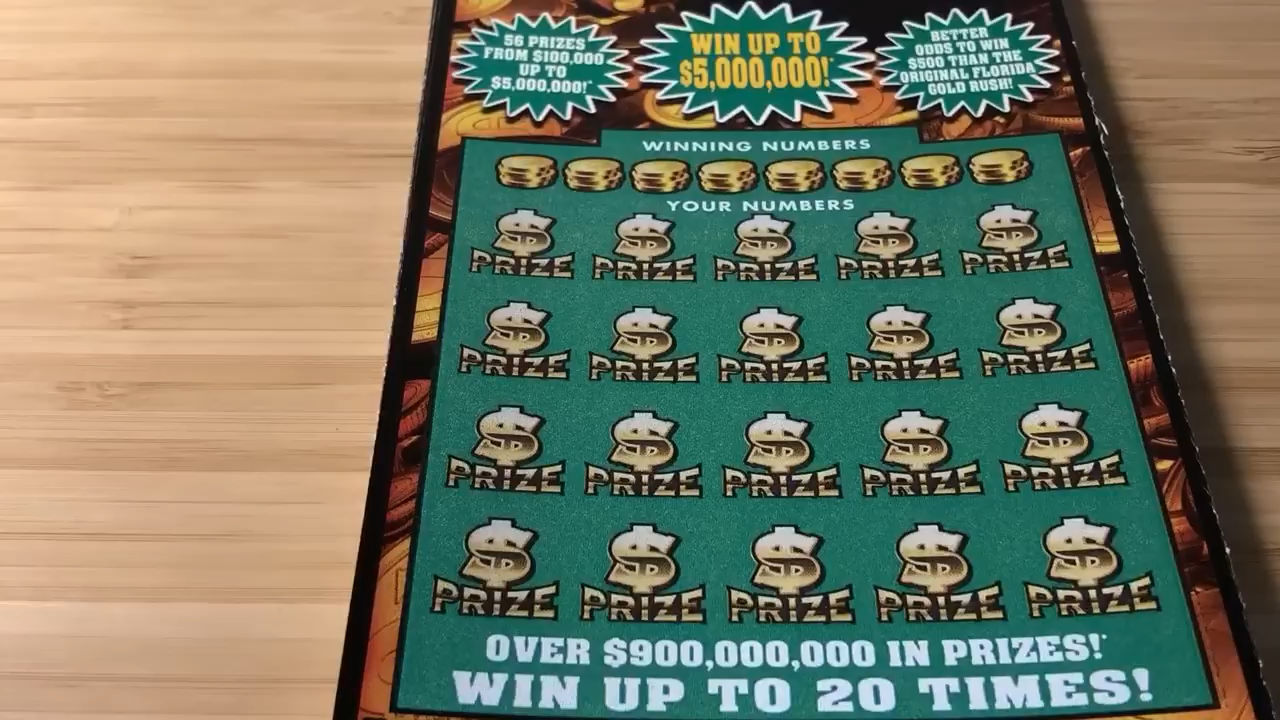 56 PRIZES
FROM $100,000
UP TO
$5,000,000!*
WIN UP TO
$5,000,000!*
BETTER
ODDS TO WIN
$500 THAN THE
ORIGINAL FLORIDA
GOLD RUSH!
WINNING NUMBERS
YOUR NUMBERS
$ $ $ $ $
PRIZE PRIZE PRIZE PRIZE PRIZE
$ $ $ $ $
PRIZE PRIZE PRIZE PRIZE PRIZE
$ $ $ $ $
PRIZE PRIZE PRIZE PRIZE PRIZE
$ $ $ $ $
PRIZE PRIZE PRIZE PRIZE PRIZE
OVER $900,000,000 IN PRIZES!*
WIN UP TO 20 TIMES!